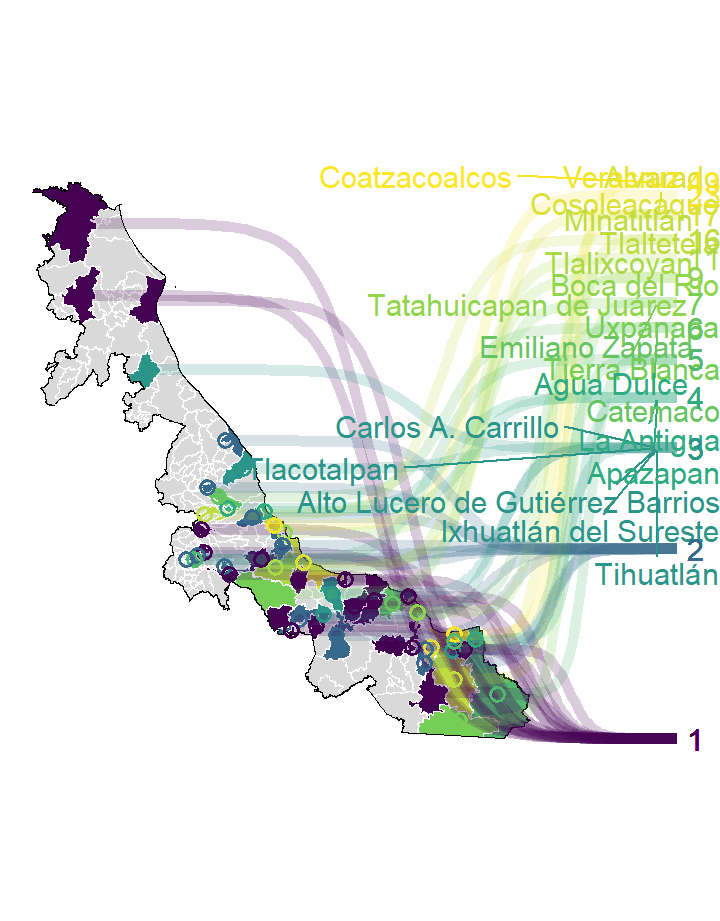 Coatzacoalcos
Veracruz
Alvarado
Cosoleacaque
Minatitlán
17
Tlaltetela
16
Tlalixcoyan
11
Boca del Río
9
Tatahuicapan de Juárez
7
Uxpanapa
6
Emiliano Zapata
5
Tierra Blanca
Agua Dulce
4
Catemaco
Carlos A. Carrillo
La Antigua
3
Tlacotalpan
Apazapan
Alto Lucero de Gutiérrez Barrios
Ixhuatlán del Sureste
2
Tihuatlán
1